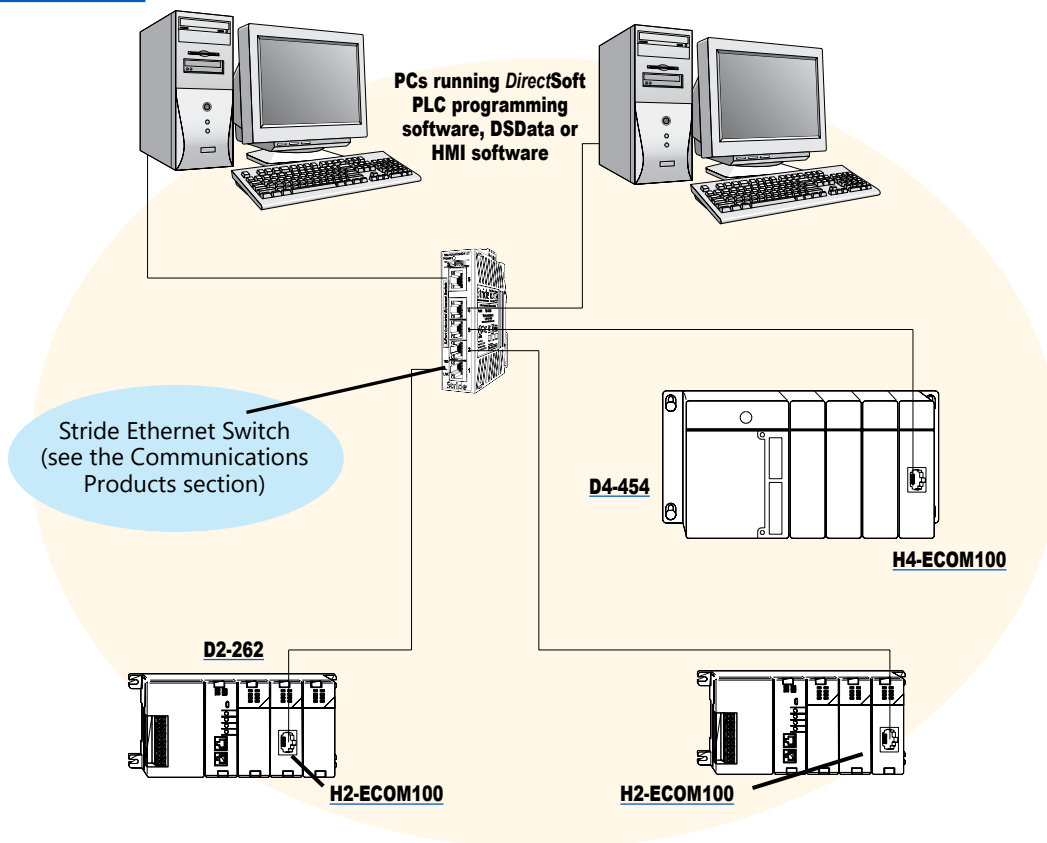 PCs running DirectSoft
PLC programming
software, DSData or
HMI software
Stride Ethernet Switch
(see the Communications
Products section)
D4-454
H4-ECOM100
D2-262
H2-ECOM100
H2-ECOM100